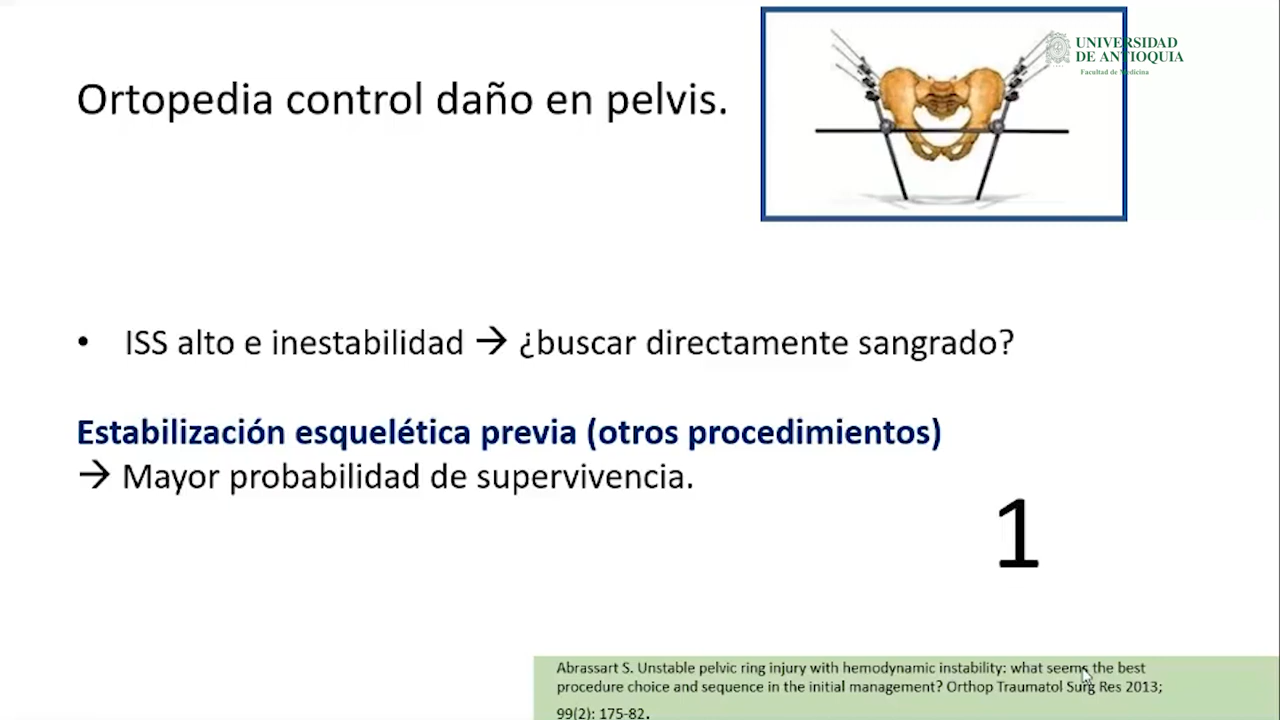 UNIVERSIDAD
DE ANTIOQUIA
Facultad de Medicina
Ortopedia control daño en pelvis.
• ISS alto e inestabilidad → ¿buscar directamente sangrado?
Estabilización esquelética previa (otros procedimientos)
→ Mayor probabilidad de supervivencia.
1
Abrassart S. Unstable pelvic ring injury with hemodynamic instability: what seems the best
procedure choice and sequence in the initial management? Orthop Traumatol Surg Res 2013;
99(2): 175-82.